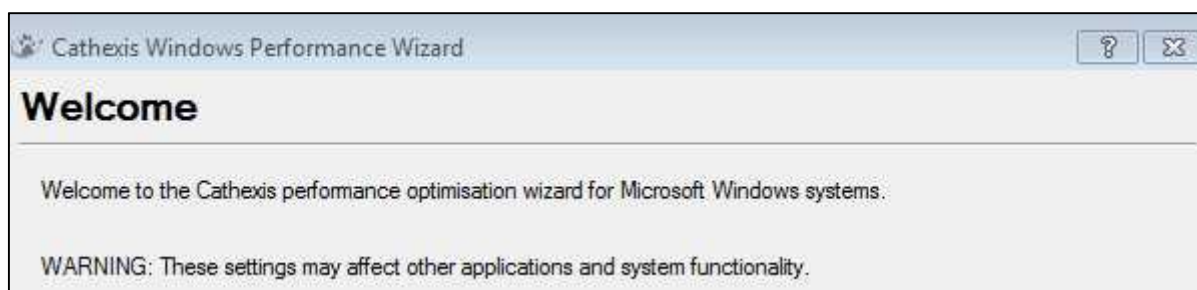 Cathexis Windows Performance Wizard
Welcome
Welcome to the Cathexis performance optimisation wizard for Microsoft Windows systems.
WARNING: These settings may affect other applications and system functionality.